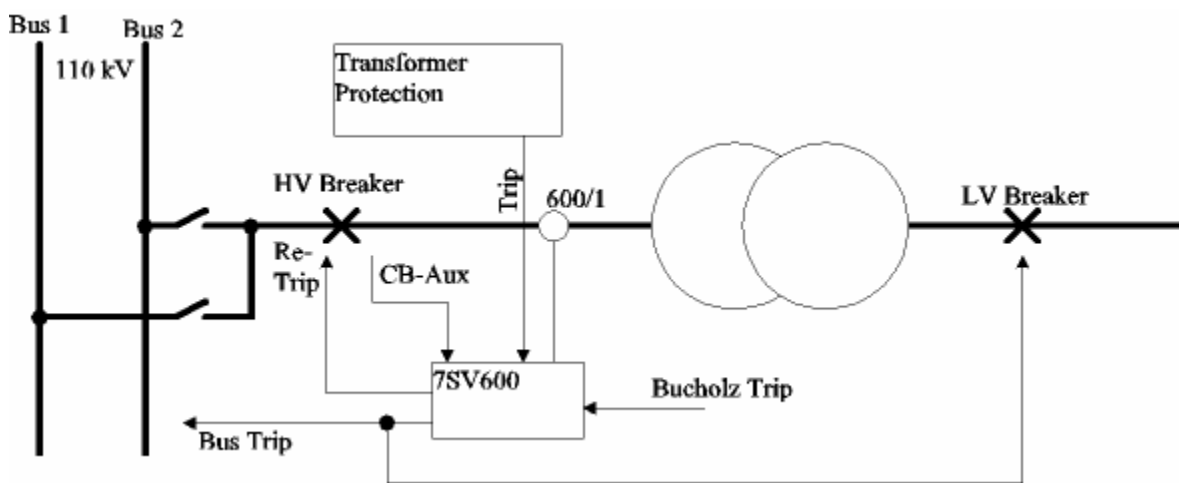 Bus 1
Bus 2
110 kV
Transformer
Protection
HV Breaker
Trip
600/1
LV Breaker
Re-
Trip
CB-Aux
7SV600
Bucholz Trip
Bus Trip